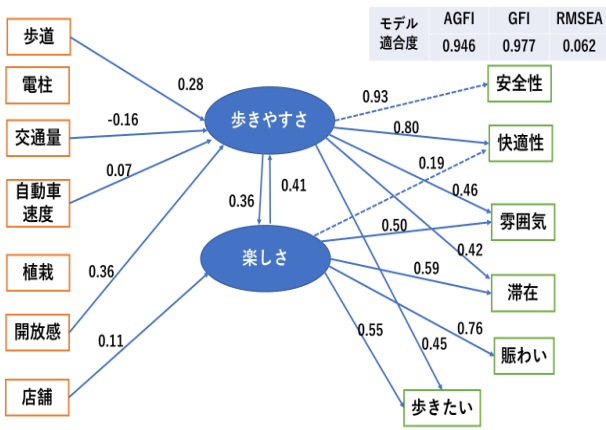 モデル
適合度
AGFI GFI RMSEA
0.946 0.977 0.062
歩道
電柱
交通量
自動車
速度
植栽
開放感
店舗
0.28
-0.16
0.07
0.36
0.11
歩きやすさ
0.36
0.41
楽しさ
0.93
0.80
0.19
0.46
0.50
0.42
0.59
0.76
0.55
0.45
安全性
快適性
雰囲気
滞在
賑わい
歩きたい